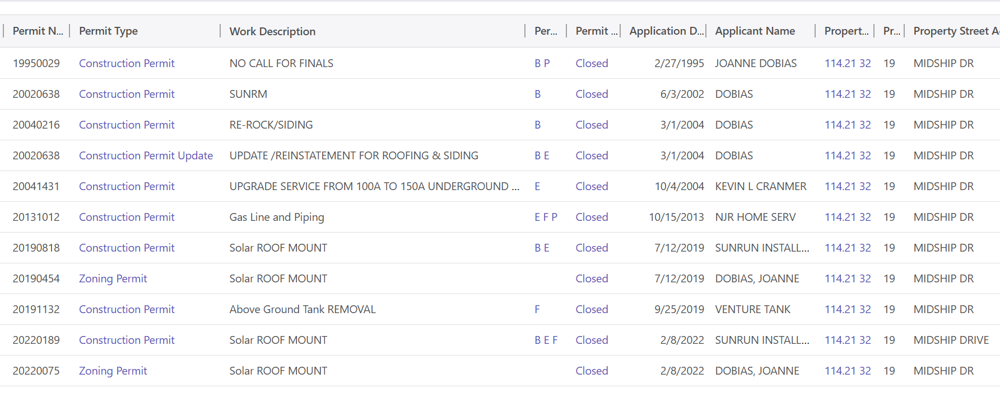 Permit N... Permit Type Work Description Per... Permit ... Application D... Applicant Name Propert... Pr... Property Street A
19950029 Construction Permit NO CALL FOR FINALS B P Closed 2/27/1995 JOANNE DOBIAS 114.21 32 19 MIDSHIP DR
20020638 Construction Permit SUNRM B Closed 6/3/2002 DOBIAS 114.21 32 19 MIDSHIP DR
20040216 Construction Permit RE-ROCK/SIDING B Closed 3/1/2004 DOBIAS 114.21 32 19 MIDSHIP DR
20020638 Construction Permit Update UPDATE /REINSTATEMENT FOR ROOFING & SIDING B E Closed 3/1/2004 DOBIAS 114.21 32 19 MIDSHIP DR
20041431 Construction Permit UPGRADE SERVICE FROM 100A TO 150A UNDERGROUND ... E Closed 10/4/2004 KEVIN L CRANMER 114.21 32 19 MIDSHIP DR
20131012 Construction Permit Gas Line and Piping E F P Closed 10/15/2013 NJR HOME SERV 114.21 32 19 MIDSHIP DR
20190818 Construction Permit Solar ROOF MOUNT B E Closed 7/12/2019 SUNRUN INSTALL... 114.21 32 19 MIDSHIP DR
20190454 Zoning Permit Solar ROOF MOUNT Closed 7/12/2019 DOBIAS, JOANNE 114.21 32 19 MIDSHIP DR
20191132 Construction Permit Above Ground Tank REMOVAL F Closed 9/25/2019 VENTURE TANK 114.21 32 19 MIDSHIP DR
20220189 Construction Permit Solar ROOF MOUNT B E F Closed 2/8/2022 SUNRUN INSTALL... 114.21 32 19 MIDSHIP DRIVE
20220075 Zoning Permit Solar ROOF MOUNT Closed 2/8/2022 DOBIAS, JOANNE 114.21 32 19 MIDSHIP DR